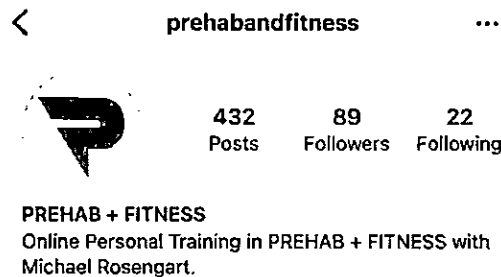 prehabandfitness
432 89 22
Posts Followers Following
PREHAB + FITNESS
Online Personal Training in PREHAB + FITNESS with
Michael Rosengart.